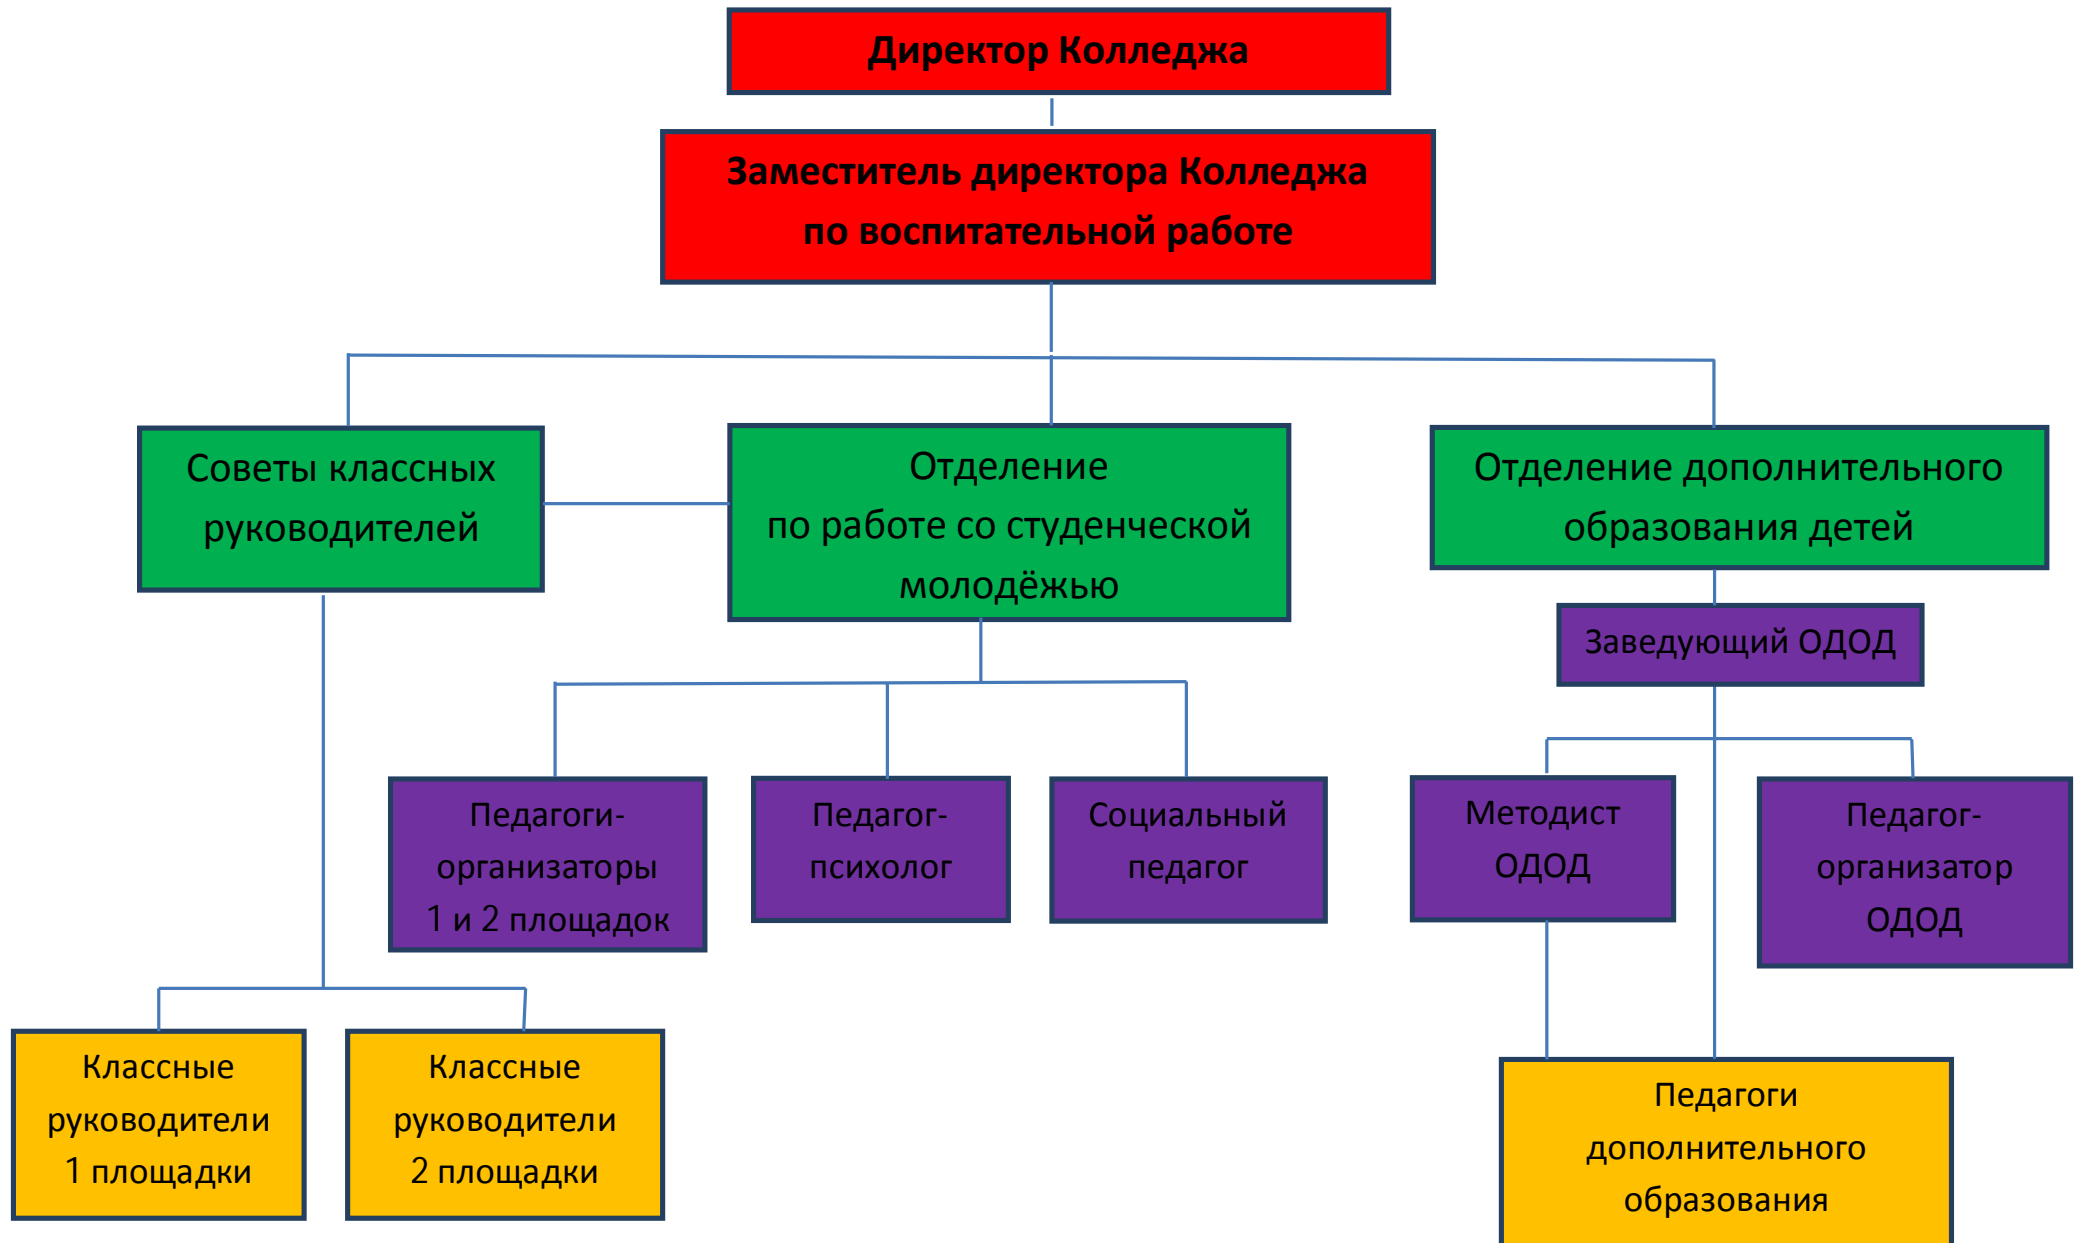 Директор Колледжа
Заместитель директора Колледжа
по воспитательной работе
Советы классных
руководителей
Отделение
по работе со студенческой
молодёжью
Отделение дополнительного
образования детей
Заведующий ОДОД
Педагоги-
организаторы
1 и 2 площадок
Педагог-
психолог
Социальный
педагог
Методист
ОДОД
Педагог-
организатор
ОДОД
Классные
руководители
1 площадки
Классные
руководители
2 площадки
Педагоги
дополнительного
образования